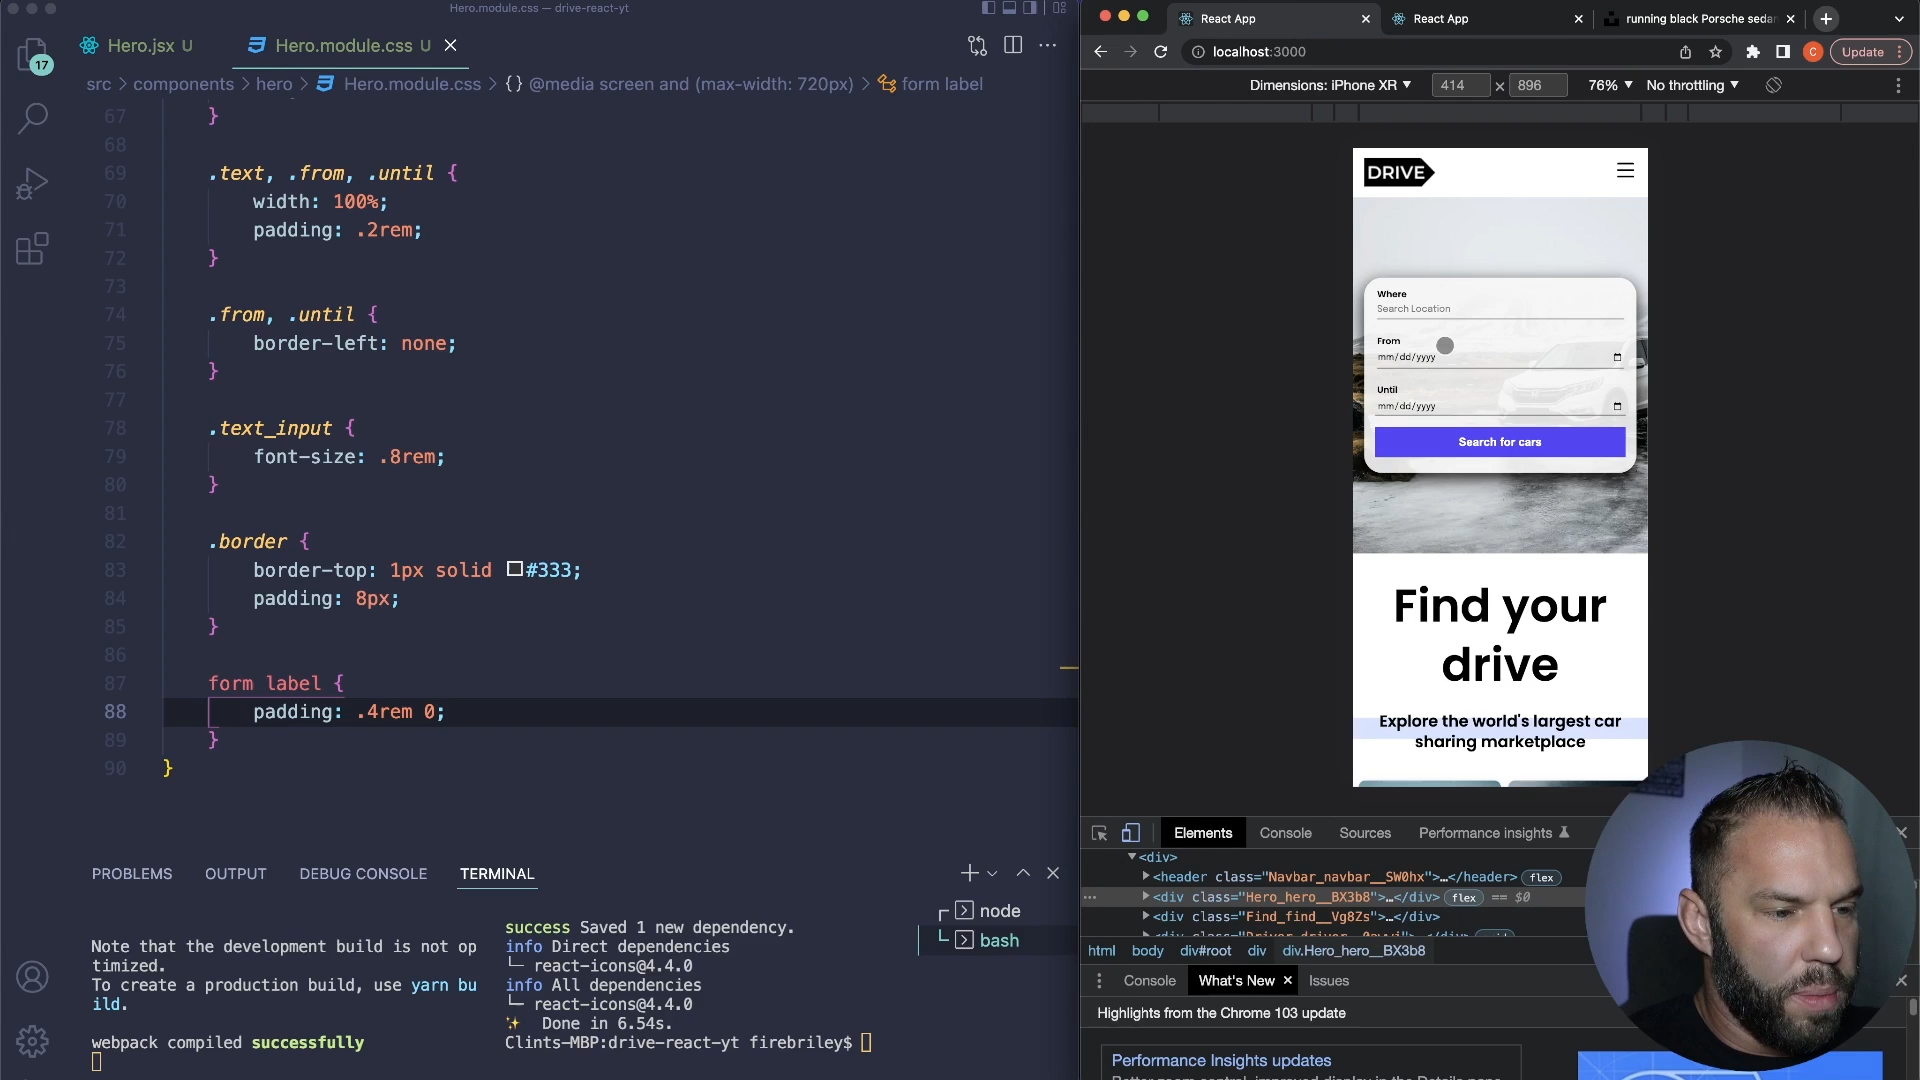 Hero.module.css — drive-react-yt
Hero.jsx U
Hero.module.css U
17
src > components > hero > Hero.module.css > {} @media screen and (max-width: 720px) > form label
67 }
68
69 .text, .from, .until {
70 width: 100%;
71 padding: .2rem;
72 }
73
74 .from, .until {
75 border-left: none;
76 }
77
78 .text_input {
79 font-size: .8rem;
80 }
81
82 .border {
83 border-top: 1px solid #333;
84 padding: 8px;
85 }
86
87 form label {
88 padding: .4rem 0;
89 }
90 }
PROBLEMS OUTPUT DEBUG CONSOLE TERMINAL
Note that the development build is not op
timized.
To create a production build, use yarn bu
ild.
webpack compiled successfully
success Saved 1 new dependency.
info Direct dependencies
└─ react-icons@4.4.0
info All dependencies
└─ react-icons@4.4.0
✨ Done in 6.54s.
Clints-MBP:drive-react-yt firebriley$
node
bash
React App
React App
running black Porsche sedan
localhost:3000
C
Update
Dimensions: iPhone XR 414 × 896 76% No throttling
DRIVE
Where
Search Location
From
mm/dd/yyyy
Until
mm/dd/yyyy
Search for cars
Find your
drive
Explore the world's largest car
sharing marketplace
Elements Console Sources Performance insights
<div>
<header class="Navbar_navbar__SW0hx">…</header> flex
<div class="Hero_hero__BX3b8">…</div> flex == $0
<div class="Find_find__Vg8Zs">…</div>
html body div#root div div.Hero_hero__BX3b8
Console What's New Issues
Highlights from the Chrome 103 update
Performance Insights updates